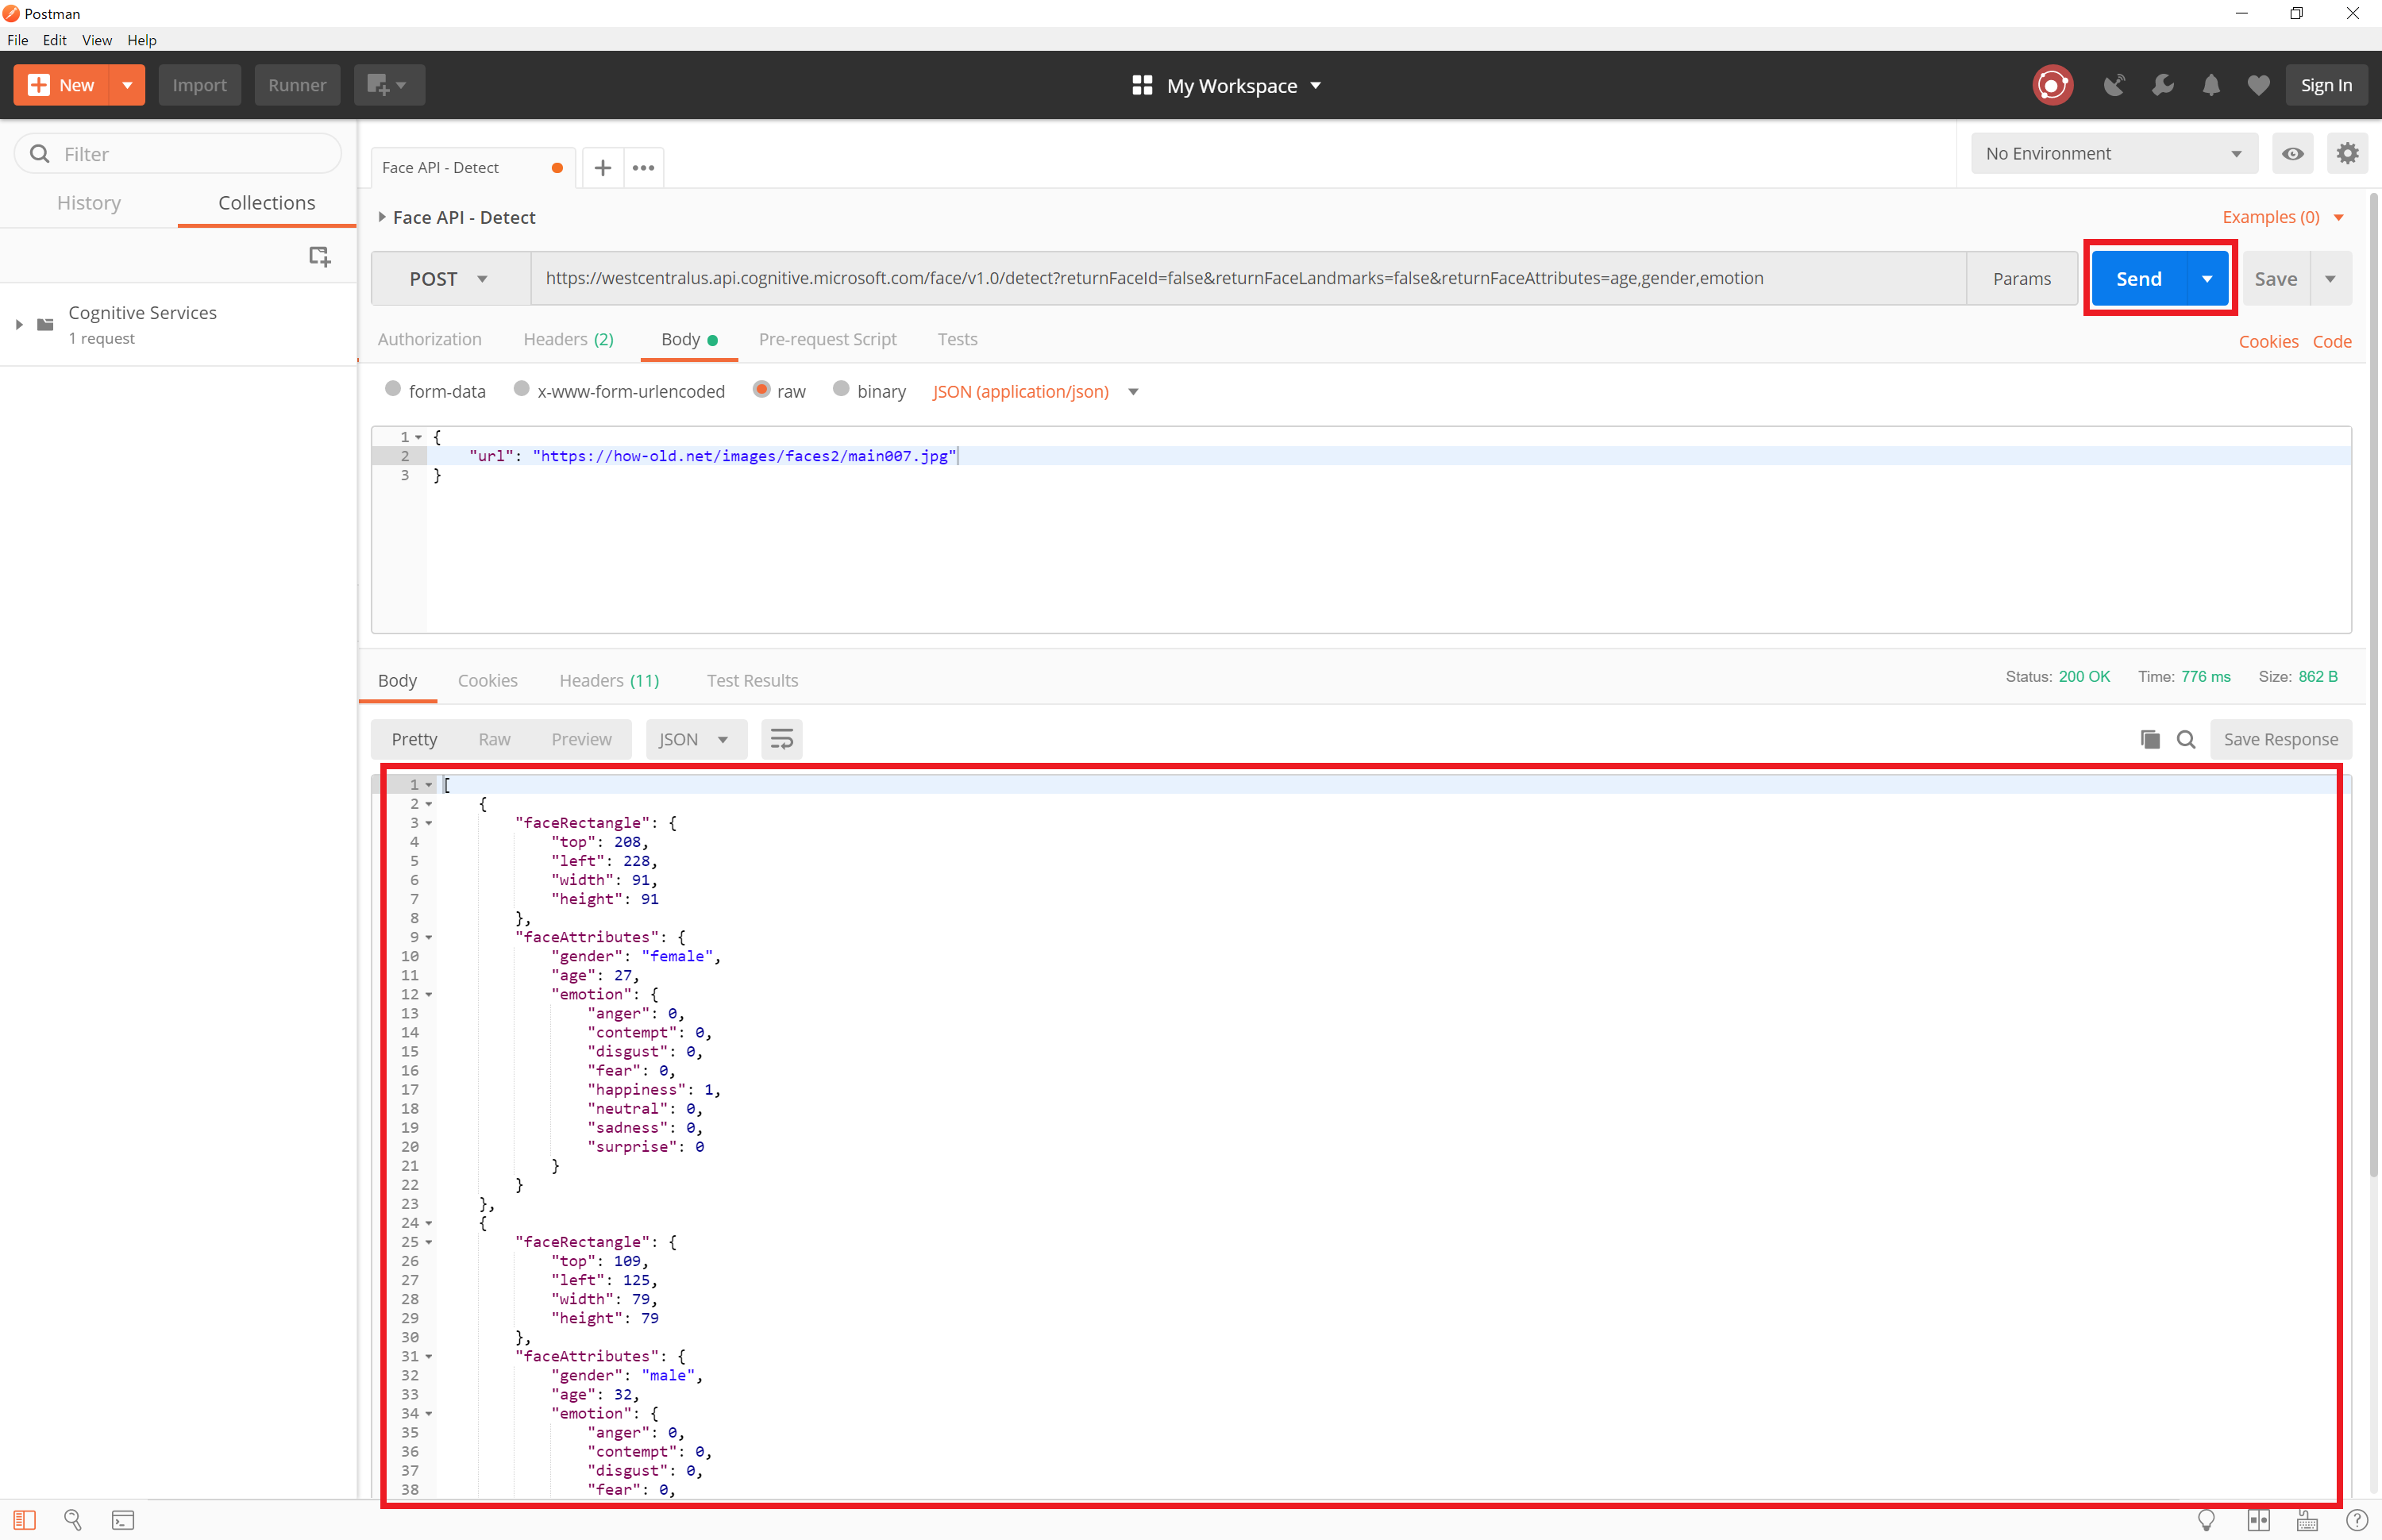 Postman
File Edit View Help
New Import Runner My Workspace Sign In
Filter
History Collections
Cognitive Services
1 request
Face API - Detect
No Environment
Face API - Detect
Examples (0)
POST https://westcentralus.api.cognitive.microsoft.com/face/v1.0/detect?returnFaceId=false&returnFaceLandmarks=false&returnFaceAttributes=age,gender,emotion Params Send Save
Authorization Headers (2) Body Pre-request Script Tests Cookies Code
form-data x-www-form-urlencoded raw binary JSON (application/json)
1 {
2 "url": "https://how-old.net/images/faces2/main007.jpg"
3 }
Body Cookies Headers (11) Test Results Status: 200 OK Time: 776 ms Size: 862 B
Pretty Raw Preview JSON Save Response
1 [
2 {
3 "faceRectangle": {
4 "top": 208,
5 "left": 228,
6 "width": 91,
7 "height": 91
8 },
9 "faceAttributes": {
10 "gender": "female",
11 "age": 27,
12 "emotion": {
13 "anger": 0,
14 "contempt": 0,
15 "disgust": 0,
16 "fear": 0,
17 "happiness": 1,
18 "neutral": 0,
19 "sadness": 0,
20 "surprise": 0
21 }
22 }
23 },
24 {
25 "faceRectangle": {
26 "top": 109,
27 "left": 125,
28 "width": 79,
29 "height": 79
30 },
31 "faceAttributes": {
32 "gender": "male",
33 "age": 32,
34 "emotion": {
35 "anger": 0,
36 "contempt": 0,
37 "disgust": 0,
38 "fear": 0,